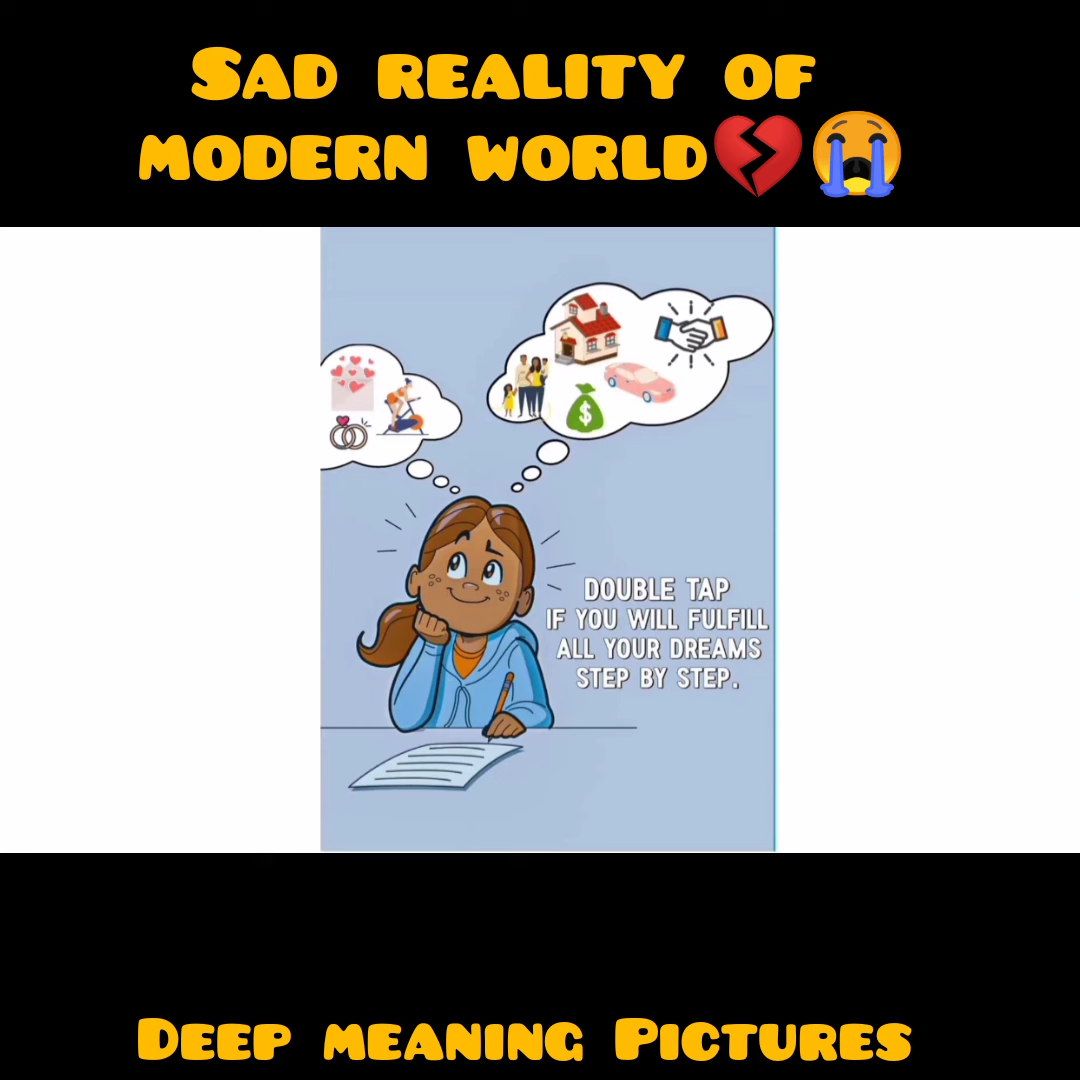 Sad reality of
modern world💔😭
$
DOUBLE TAP
IF YOU WILL FULFILL
ALL YOUR DREAMS
STEP BY STEP.
Deep meaning Pictures